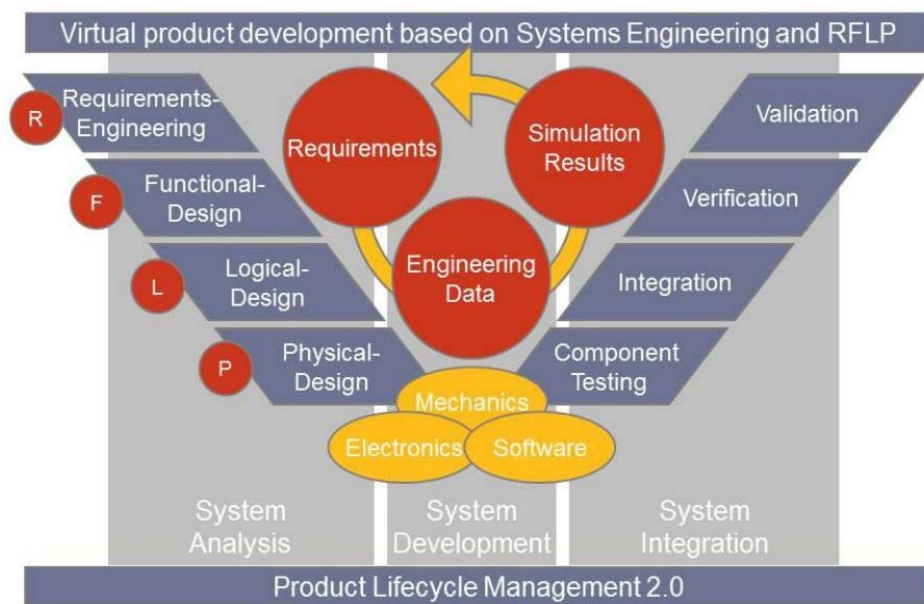 Virtual product development based on Systems Engineering and RFLP
R
Requirements-
Engineering
F
Functional-
Design
L
Logical-
Design
P
Physical-
Design
Requirements
Simulation
Results
Engineering
Data
Validation
Verification
Integration
Component
Testing
Mechanics
Electronics
Software
System
Analysis
System
Development
System
Integration
Product Lifecycle Management 2.0